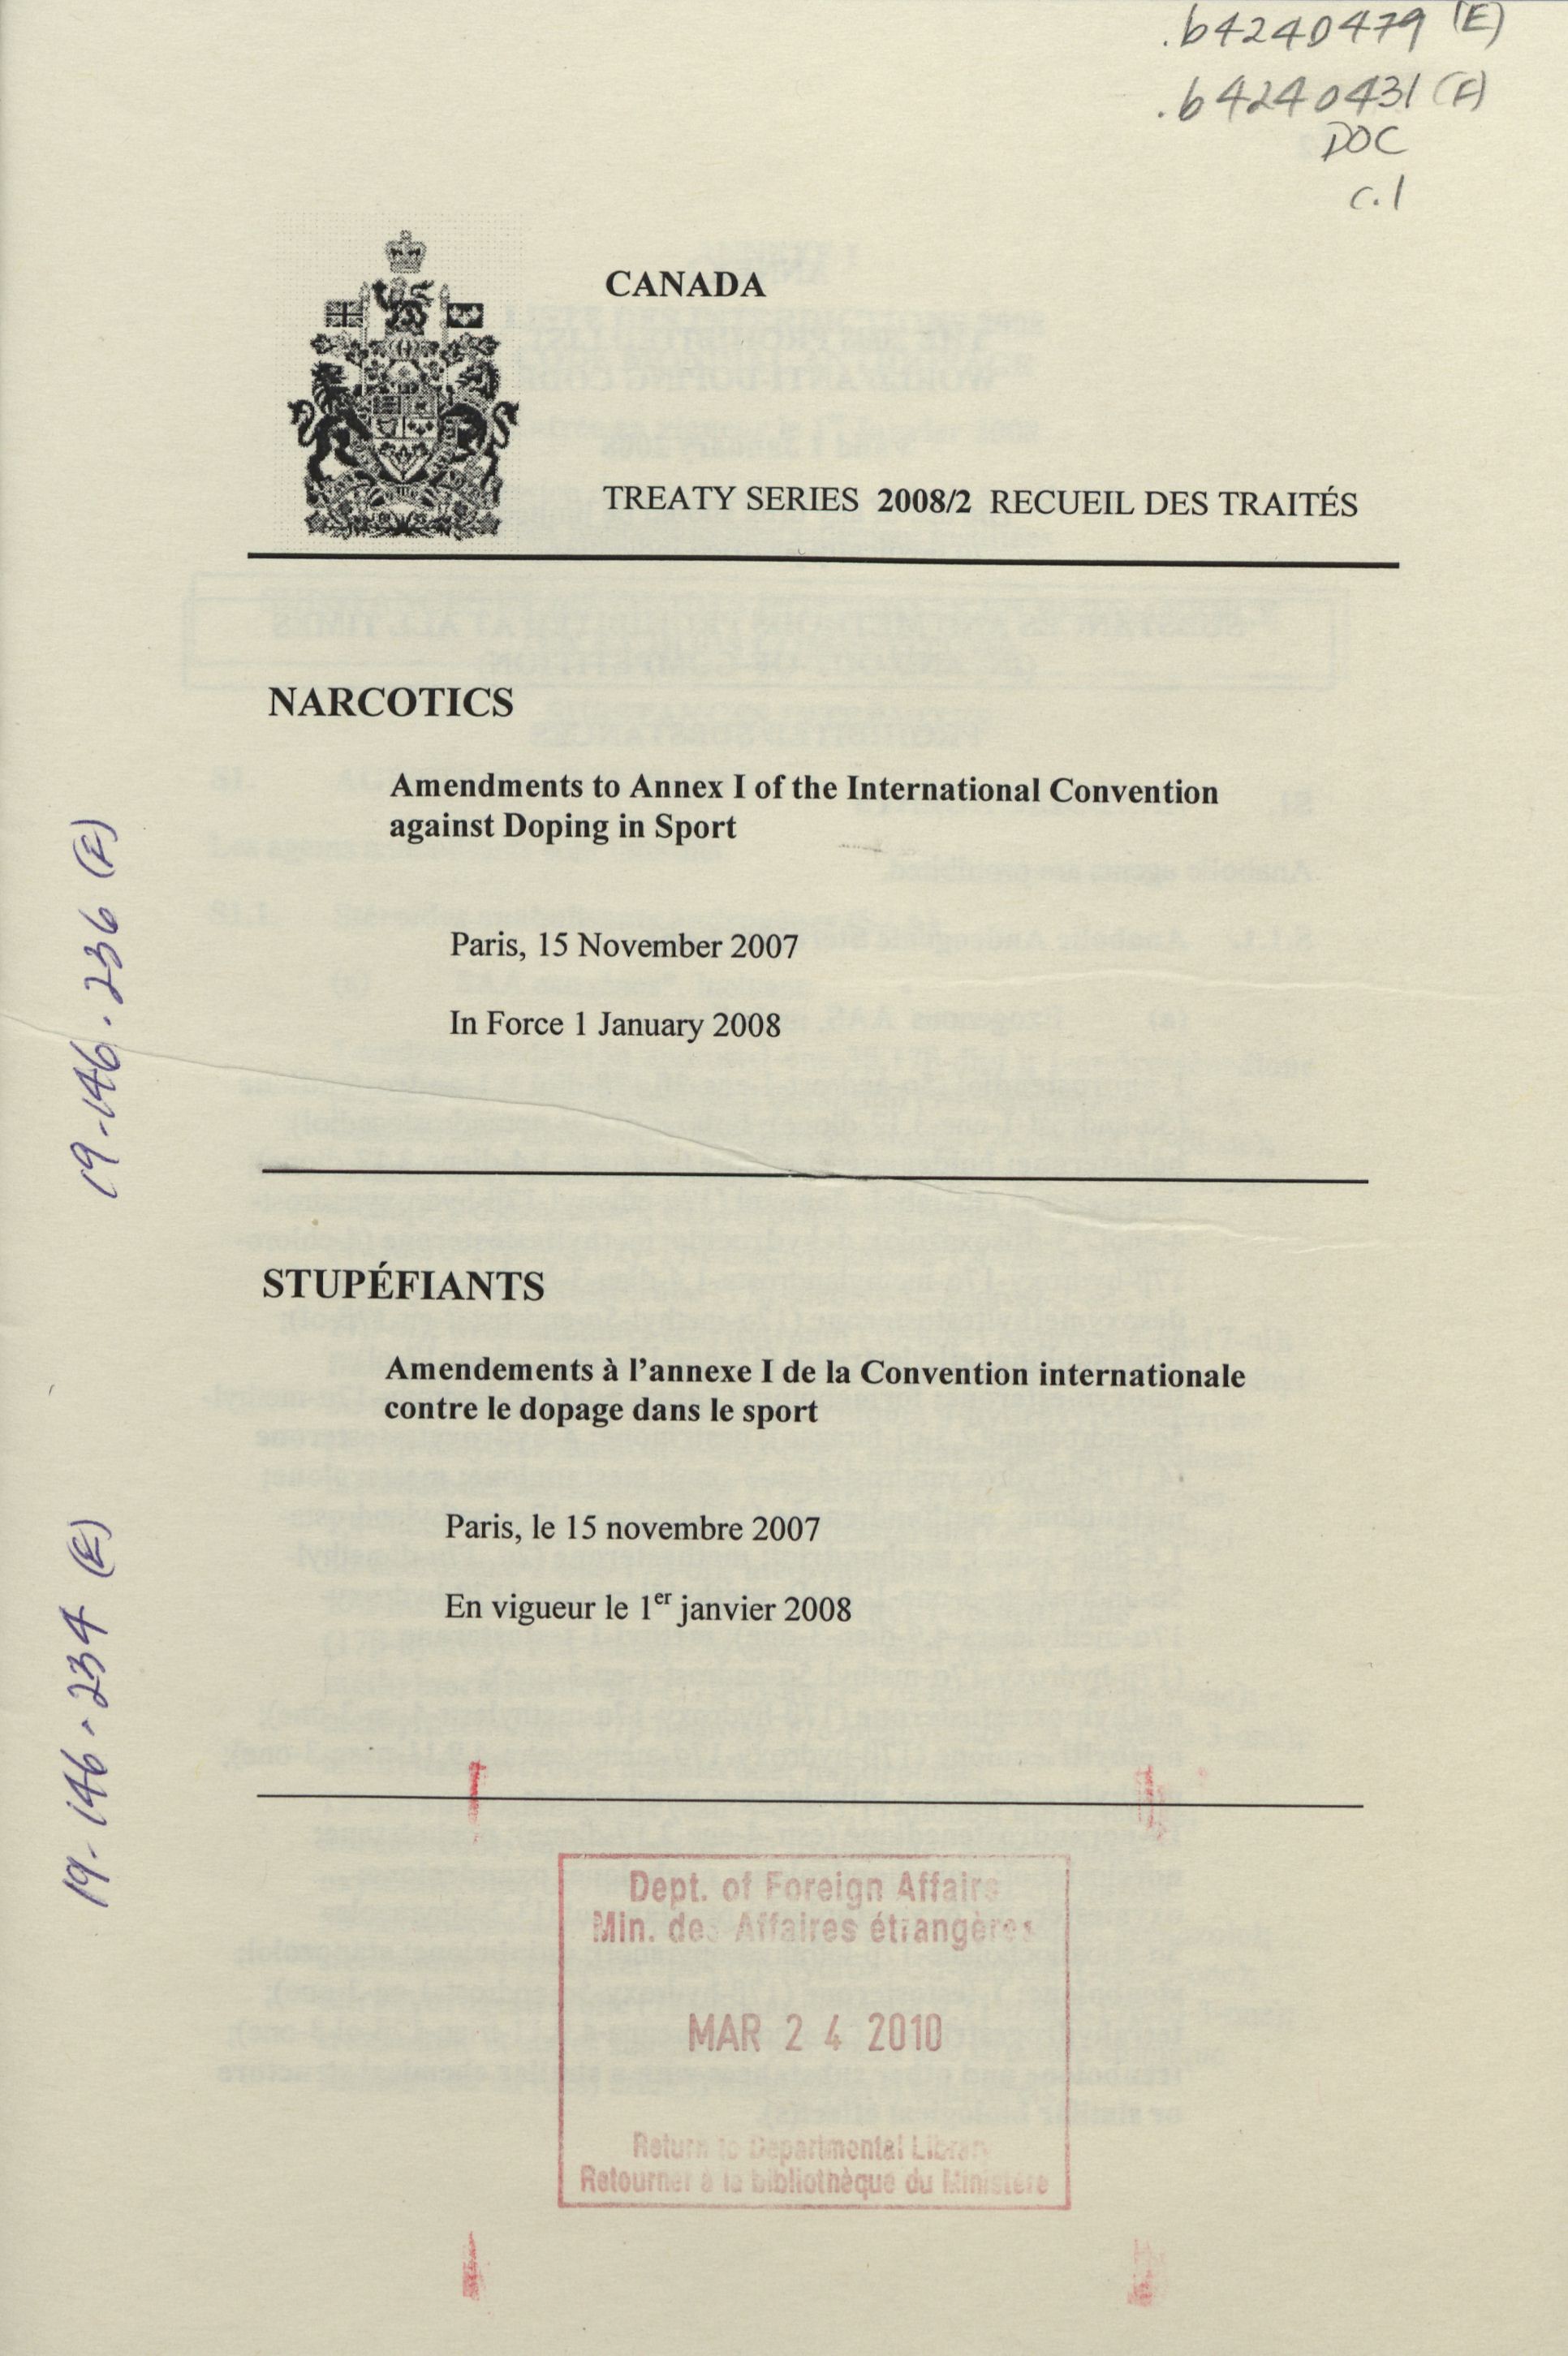 .b4240479 (E)
.b4240431 (F)
DOC
c.1
CANADA
TREATY SERIES 2008/2 RECUEIL DES TRAITÉS
NARCOTICS
Amendments to Annex I of the International Convention
against Doping in Sport
Paris, 15 November 2007
In Force 1 January 2008
STUPÉFIANTS
Amendements à l’annexe I de la Convention internationale
contre le dopage dans le sport
Paris, le 15 novembre 2007
En vigueur le 1er janvier 2008
19-146-236 (F)
19-146-234 (E)
Dept. of Foreign Affairs
Min. des Affaires étrangères
MAR 24 2010
Return to Departmental Library
Retourner à la bibliothèque du Ministère